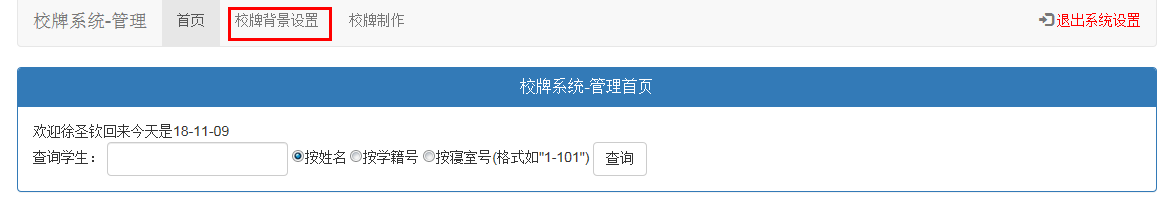 校牌系统-管理 首页 校牌背景设置 校牌制作 退出系统设置
校牌系统-管理首页
欢迎徐圣钦回来今天是18-11-09
查询学生： 按姓名 按学籍号 按寝室号(格式如"1-101") 查询